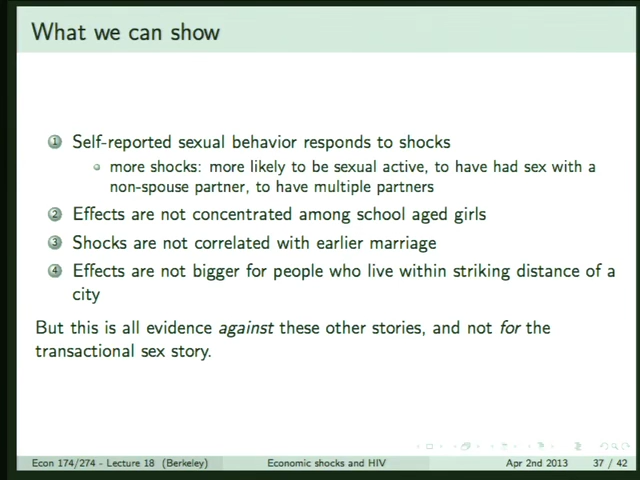 What we can show
1 Self-reported sexual behavior responds to shocks
more shocks: more likely to be sexual active, to have had sex with a
non-spouse partner, to have multiple partners
2 Effects are not concentrated among school aged girls
3 Shocks are not correlated with earlier marriage
4 Effects are not bigger for people who live within striking distance of a
city
But this is all evidence against these other stories, and not for the
transactional sex story.
Econ 174/274 - Lecture 18 (Berkeley) Economic shocks and HIV Apr 2nd 2013 37 / 42